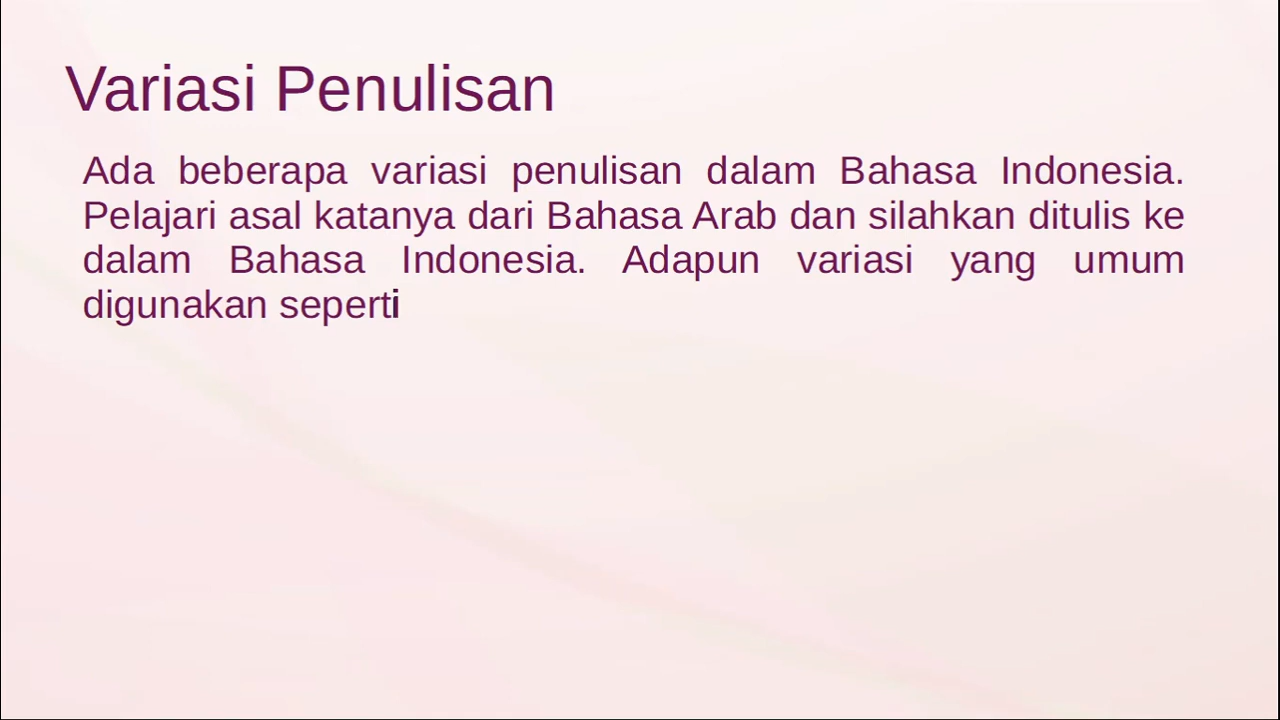 Variasi Penulisan
Ada beberapa variasi penulisan dalam Bahasa Indonesia.
Pelajari asal katanya dari Bahasa Arab dan silahkan ditulis ke
dalam Bahasa Indonesia. Adapun variasi yang umum
digunakan seperti